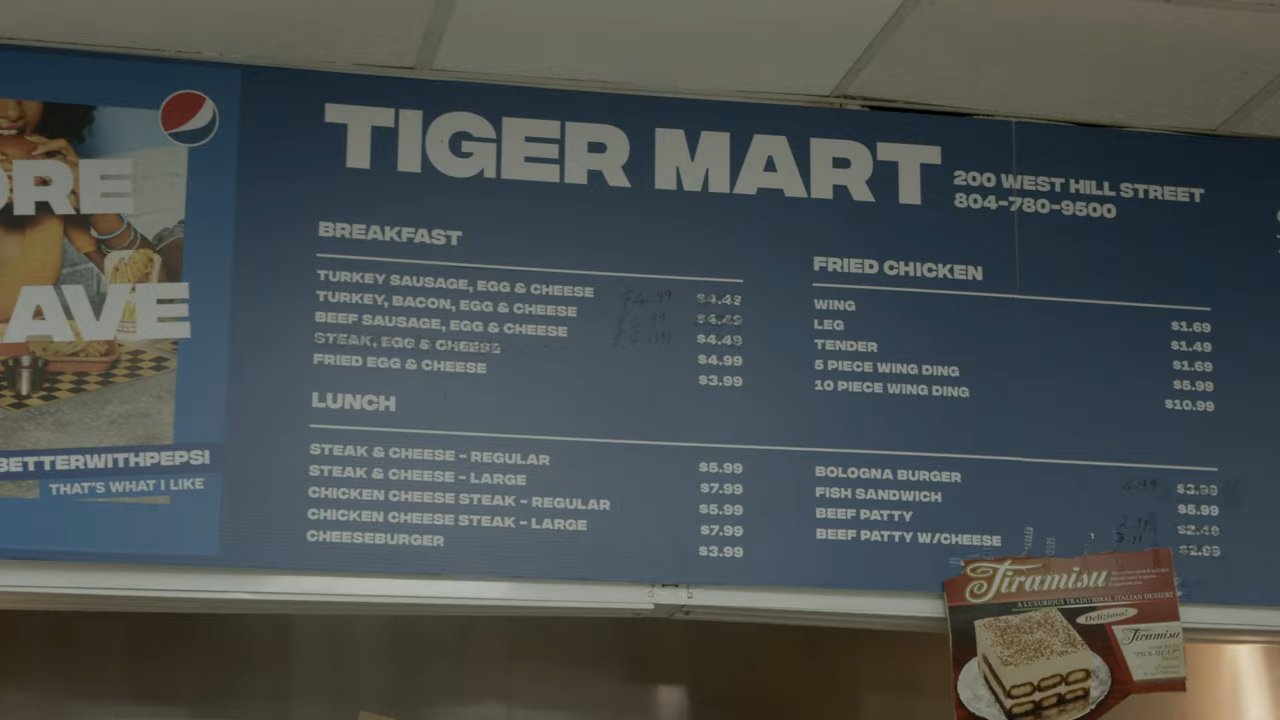 ORE
AVE
BETTERWITHPEPSI
THAT'S WHAT I LIKE
TIGER MART
200 WEST HILL STREET
804-780-9500
BREAKFAST
TURKEY SAUSAGE, EGG & CHEESE $4.49
TURKEY, BACON, EGG & CHEESE $4.49
BEEF SAUSAGE, EGG & CHEESE $4.49
STEAK, EGG & CHEESE $4.99
FRIED EGG & CHEESE $3.99
FRIED CHICKEN
WING $1.69
LEG $1.49
TENDER $1.69
5 PIECE WING DING $5.99
10 PIECE WING DING $10.99
LUNCH
STEAK & CHEESE - REGULAR $5.99
STEAK & CHEESE - LARGE $7.99
CHICKEN CHEESE STEAK - REGULAR $5.99
CHICKEN CHEESE STEAK - LARGE $7.99
CHEESEBURGER $3.99
BOLOGNA BURGER $3.99
FISH SANDWICH $5.99
BEEF PATTY $2.49
BEEF PATTY W/CHEESE $2.99
Tiramisu
A LUXURIOUS TRADITIONAL ITALIAN DESSERT
Delizioso!
Tiramisu
"PICK-ME-UP"